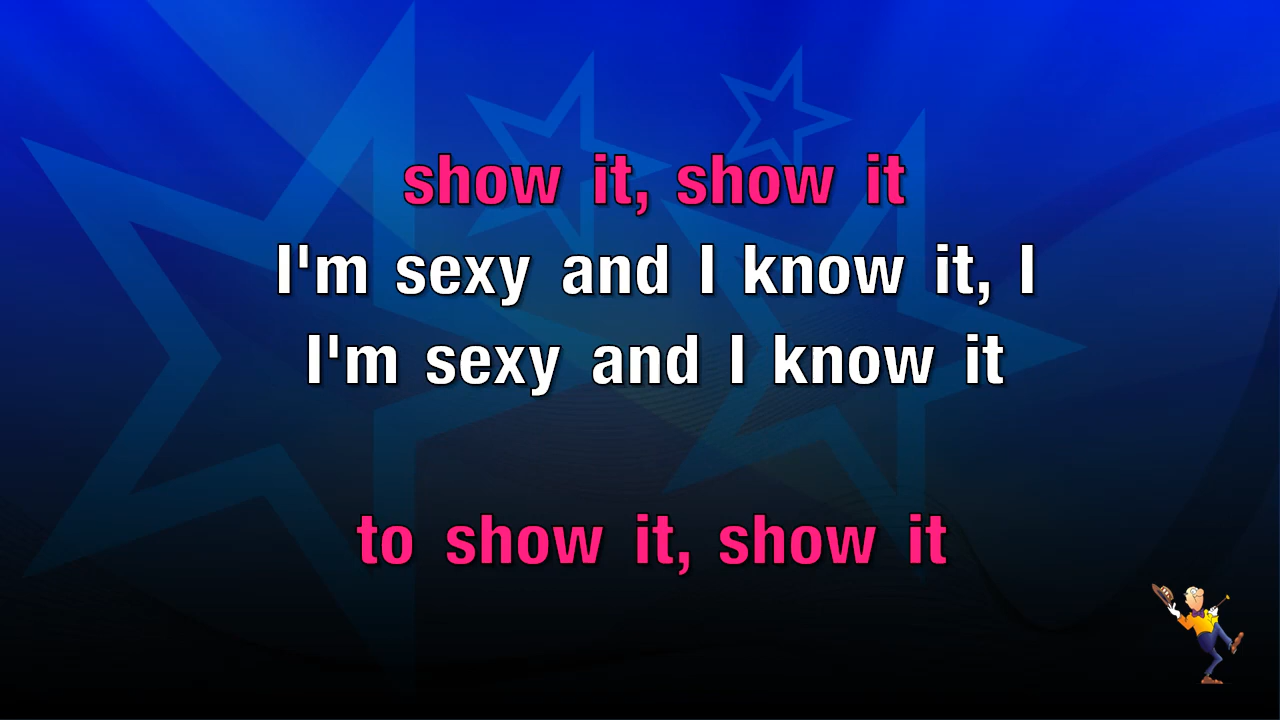 show it, show it
I'm sexy and I know it, I
I'm sexy and I know it
to show it, show it